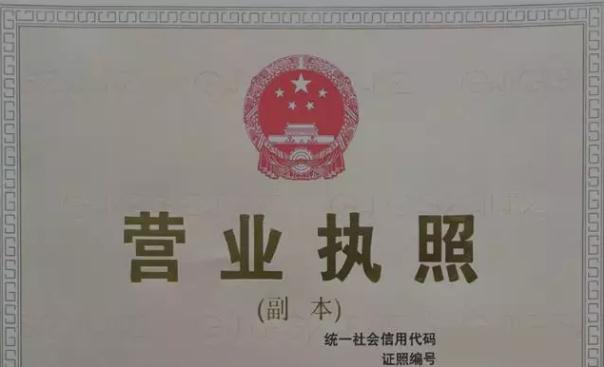 营业执照
(副 本)
统一社会信用代码
证照编号